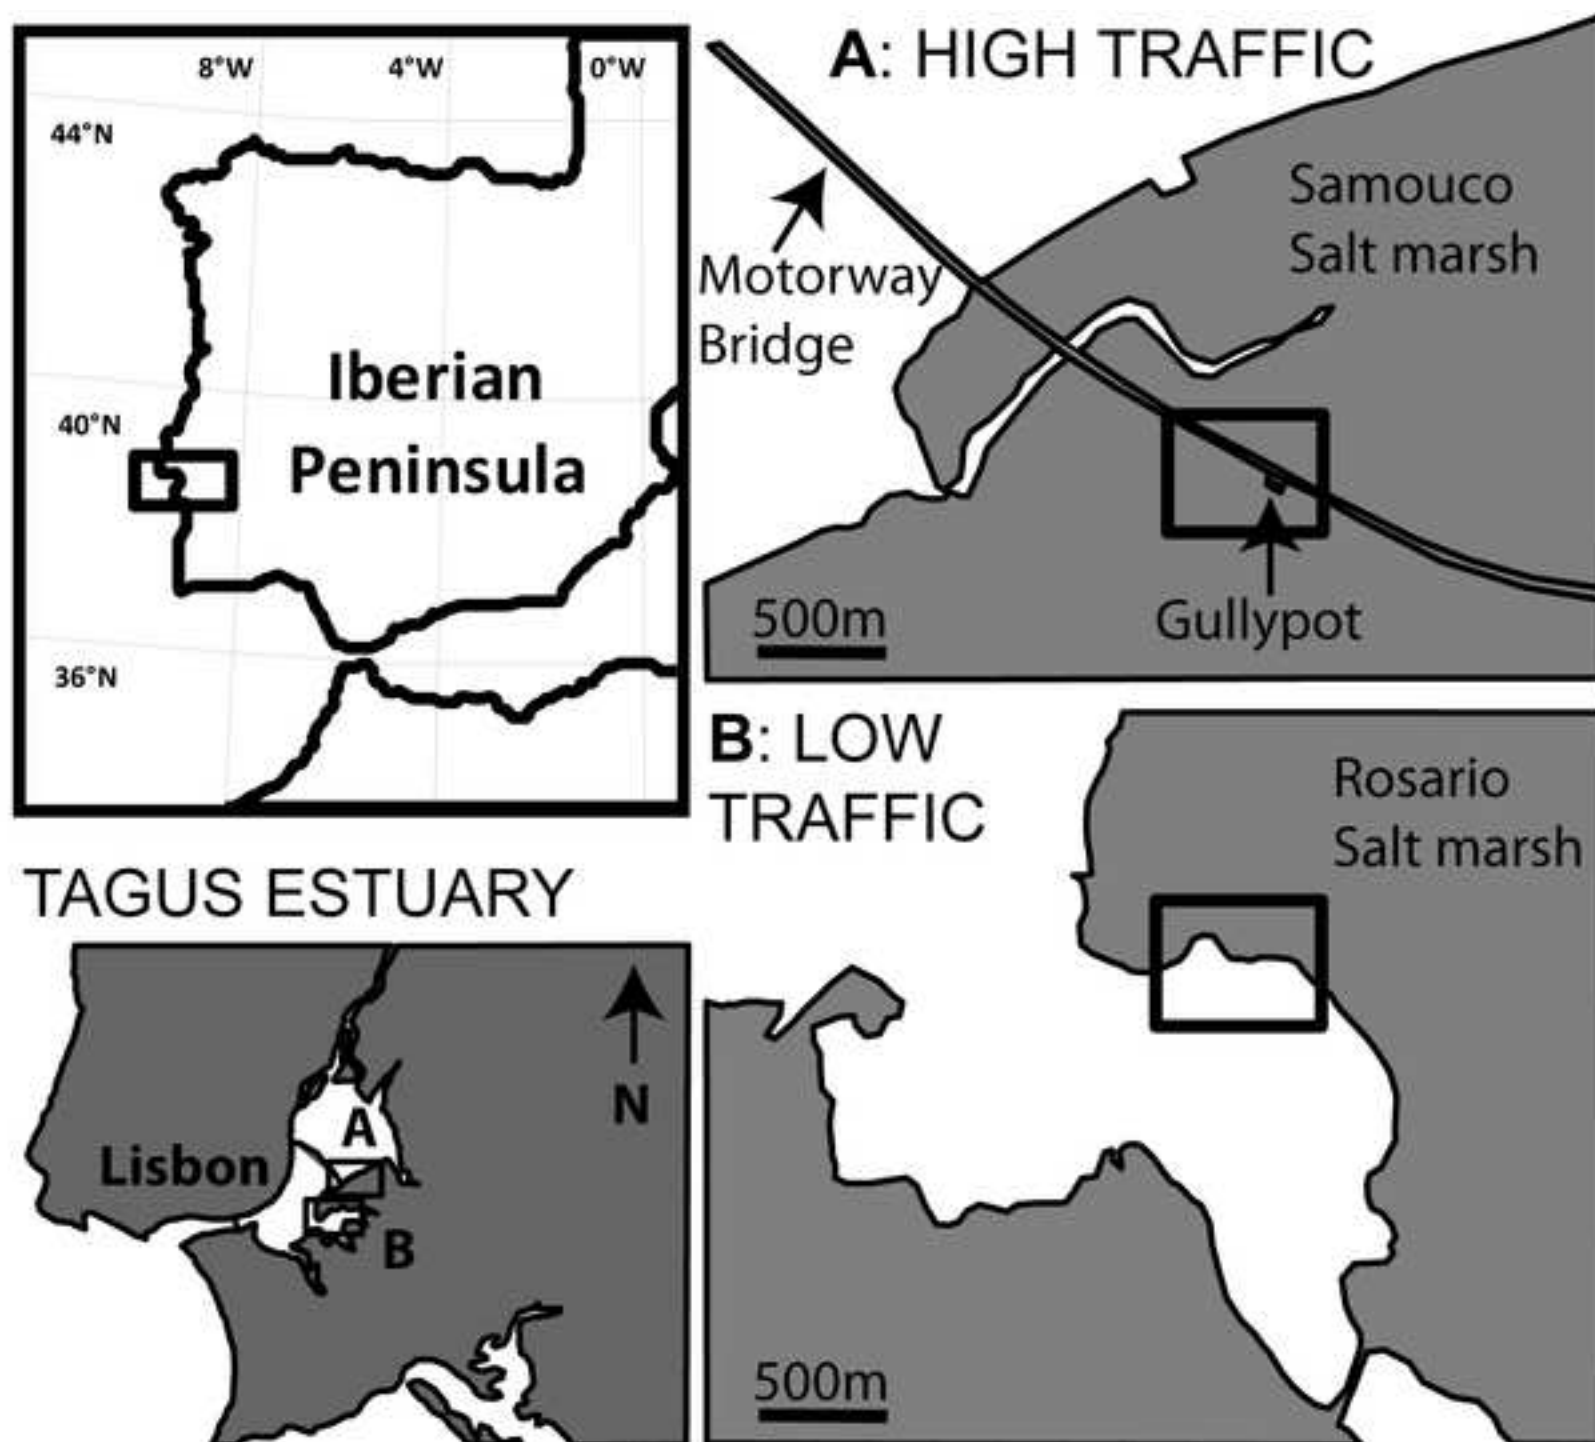 8°W 4°W 0°W
44°N
40°N
36°N
Iberian
Peninsula
A: HIGH TRAFFIC
Motorway
Bridge
Samouco
Salt marsh
Gullypot
500m
TAGUS ESTUARY
N
A
Lisbon
B
B: LOW
TRAFFIC
Rosario
Salt marsh
500m